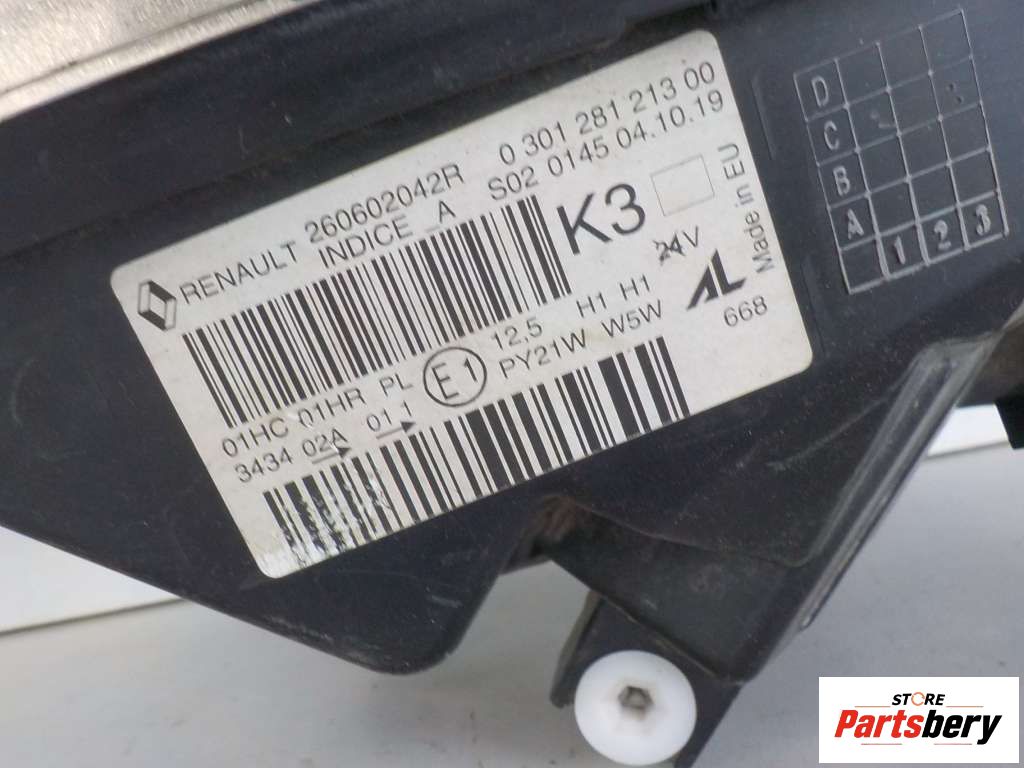 RENAULT 260602042R 0 301 281 213 00
INDICE _A S02 0145 04.10.19
K3
Made in EU
01HC 01HR PL E1 12,5 H1 H1 24V
3434 02A 01 1 PY21W W5W AL
668
D
C
B
A
1 2 3
STORE
Partsbery